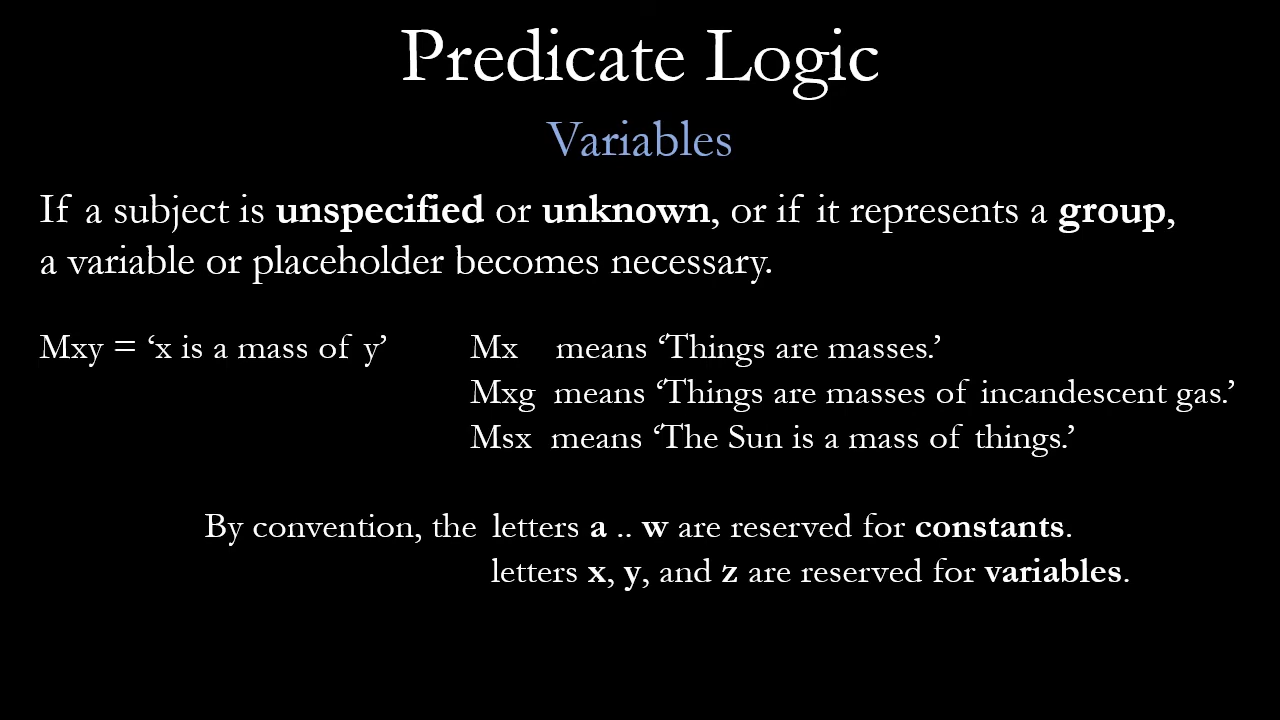 Predicate Logic
Variables
If a subject is unspecified or unknown, or if it represents a group,
a variable or placeholder becomes necessary.
Mxy = ‘x is a mass of y’
Mx means ‘Things are masses.’
Mxg means ‘Things are masses of incandescent gas.’
Msx means ‘The Sun is a mass of things.’
By convention, the letters a .. w are reserved for constants.
letters x, y, and z are reserved for variables.